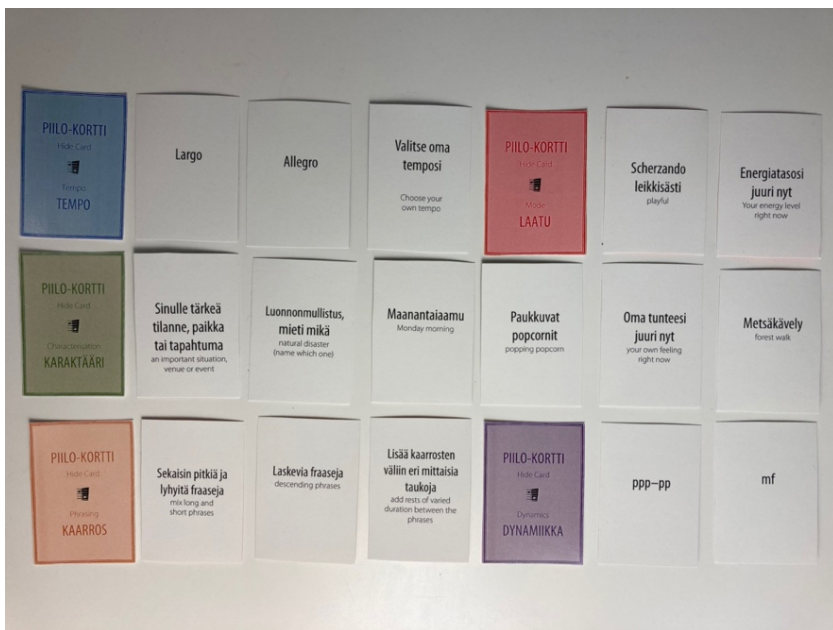 PIILO-KORTTI
Hide Card
Tempo
TEMPO
Largo
Allegro
Valitse oma
temposi
Choose your
own tempo
PIILO-KORTTI
Hide Card
Mode
LAATU
Scherzando
leikkisästi
playful
Energiatasosi
juuri nyt
Your energy level
right now
PIILO-KORTTI
Hide Card
Characterisation
KARAKTÄÄRI
Sinulle tärkeä
tilanne, paikka
tai tapahtuma
an important situation,
venue or event
Luonnonmullistus,
mieti mikä
natural disaster
(name which one)
Maanantaiaamu
Monday morning
Paukkuvat
popcornit
popping popcorn
Oma tunteesi
juuri nyt
your own feeling
right now
Metsäkävely
forest walk
PIILO-KORTTI
Hide Card
Phrasing
KAARROS
Sekaisin pitkiä ja
lyhyitä fraaseja
mix long and
short phrases
Laskevia fraaseja
descending phrases
Lisää kaarrosten
väliin eri mittaisia
taukoja
add rests of varied
duration between the
phrases
PIILO-KORTTI
Hide Card
Dynamics
DYNAMIIKKA
ppp–pp
mf